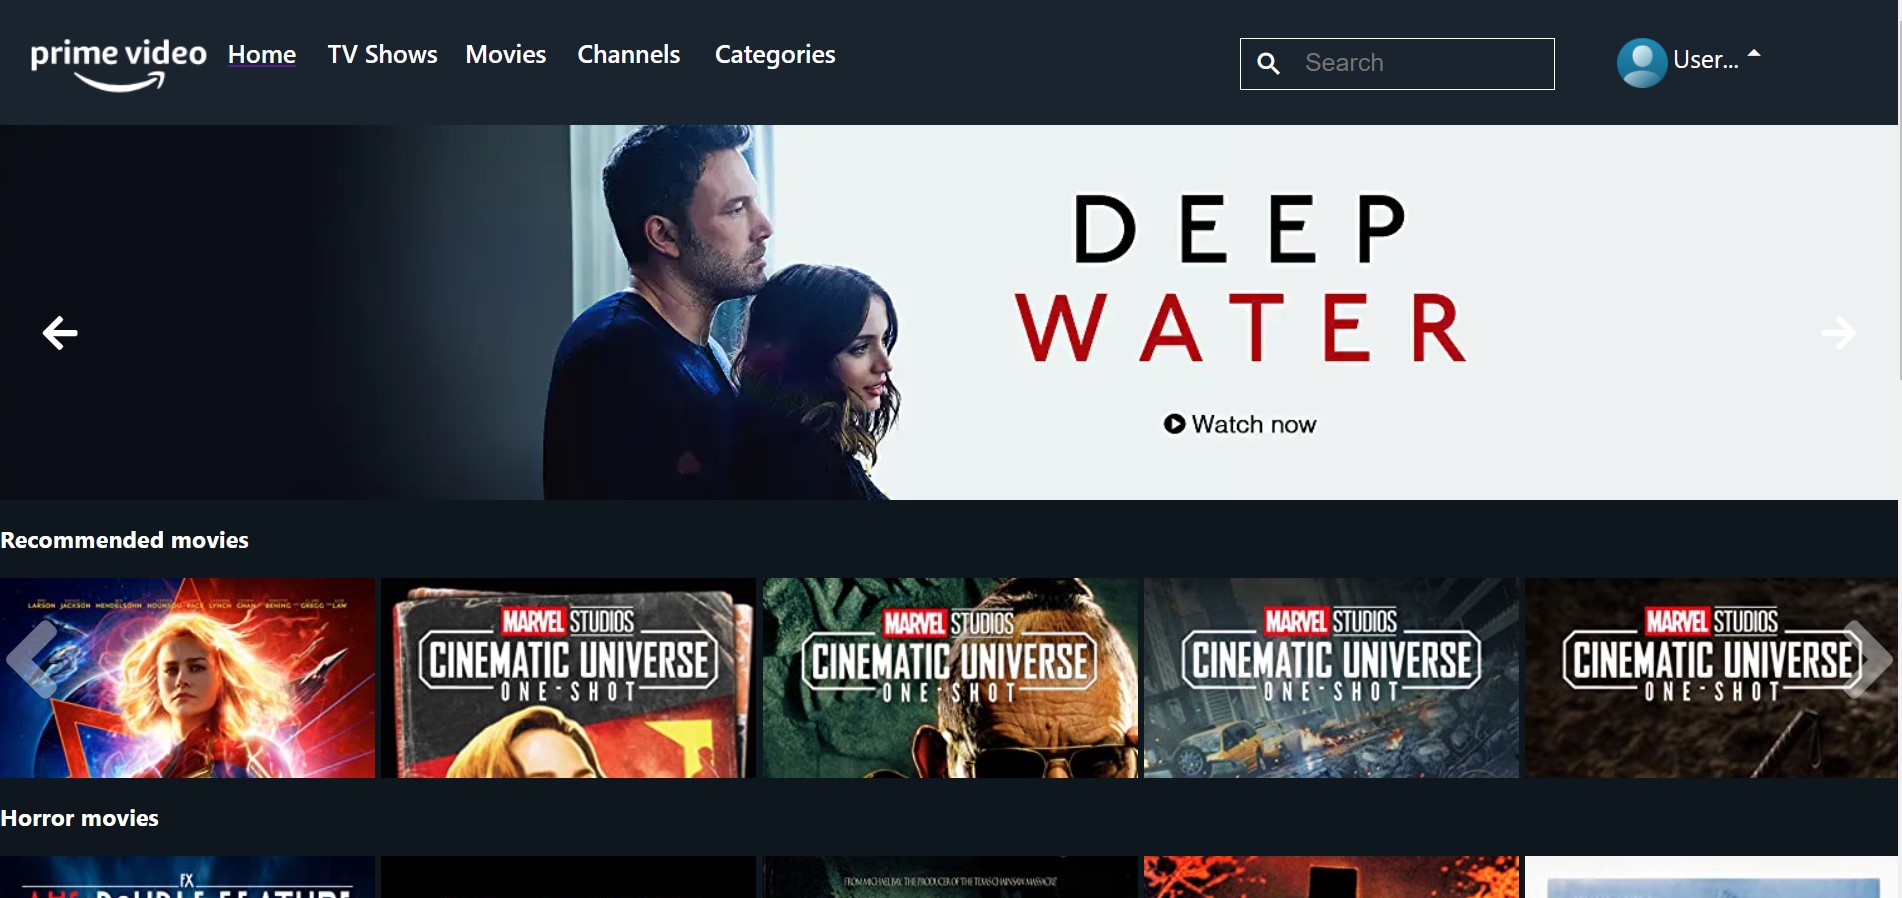 prime video
Home TV Shows Movies Channels Categories
Search
User...
DEEP
WATER
Watch now
Recommended movies
LARSON JACKSON MENDELSOHN HOUNSOU PACE LYNCH CHAN BENING GREGG LAW
MARVEL STUDIOS
CINEMATIC UNIVERSE
ONE-SHOT
MARVEL STUDIOS
CINEMATIC UNIVERSE
ONE-SHOT
MARVEL STUDIOS
CINEMATIC UNIVERSE
ONE-SHOT
MARVEL STUDIOS
CINEMATIC UNIVERSE
ONE-SHOT
Horror movies
FX
DOUBLE FEATURE
FROM MICHAEL BAY, THE PRODUCER OF THE TEXAS CHAINSAW MASSACRE